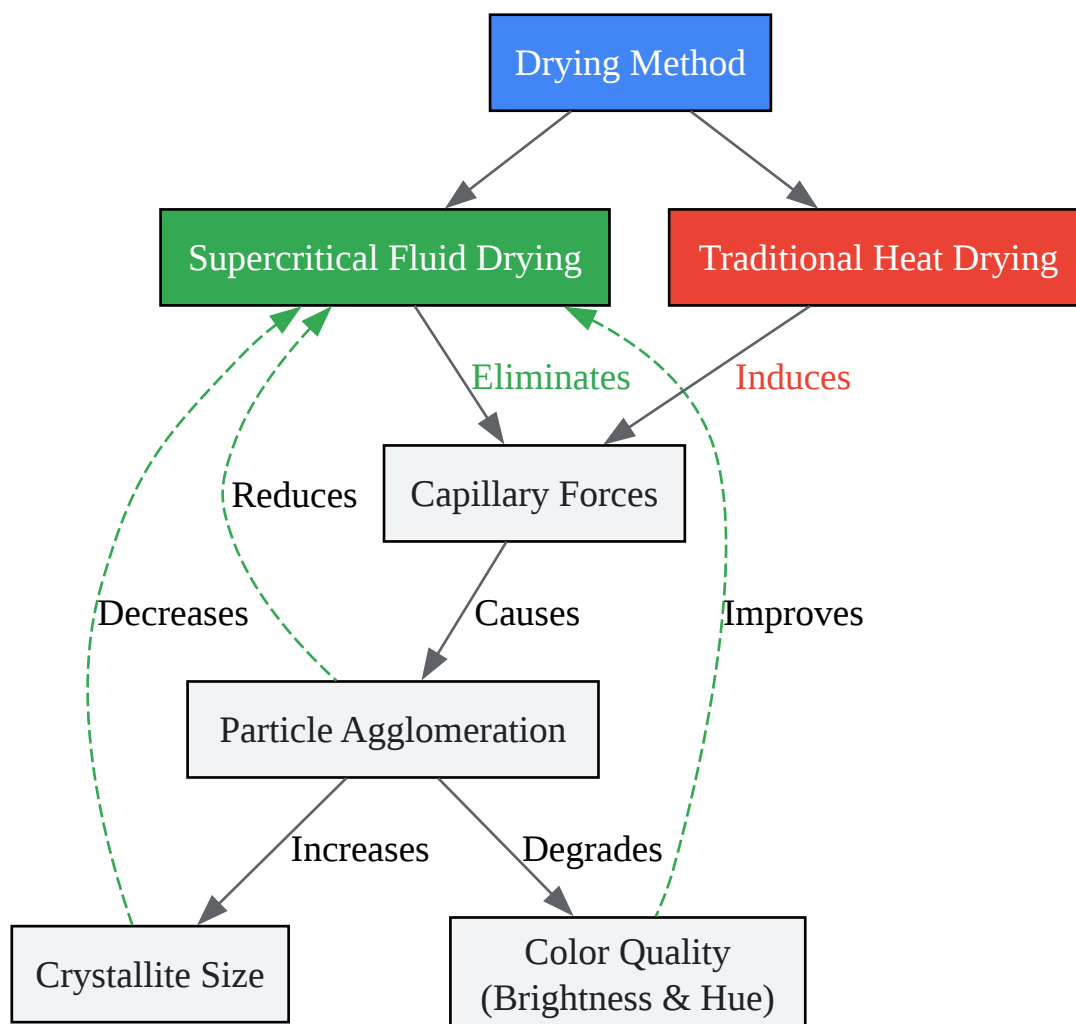 Drying Method
Supercritical Fluid Drying
Traditional Heat Drying
Eliminates
Induces
Capillary Forces
Reduces
Decreases
Causes
Improves
Particle Agglomeration
Increases
Degrades
Crystallite Size
Color Quality
(Brightness & Hue)